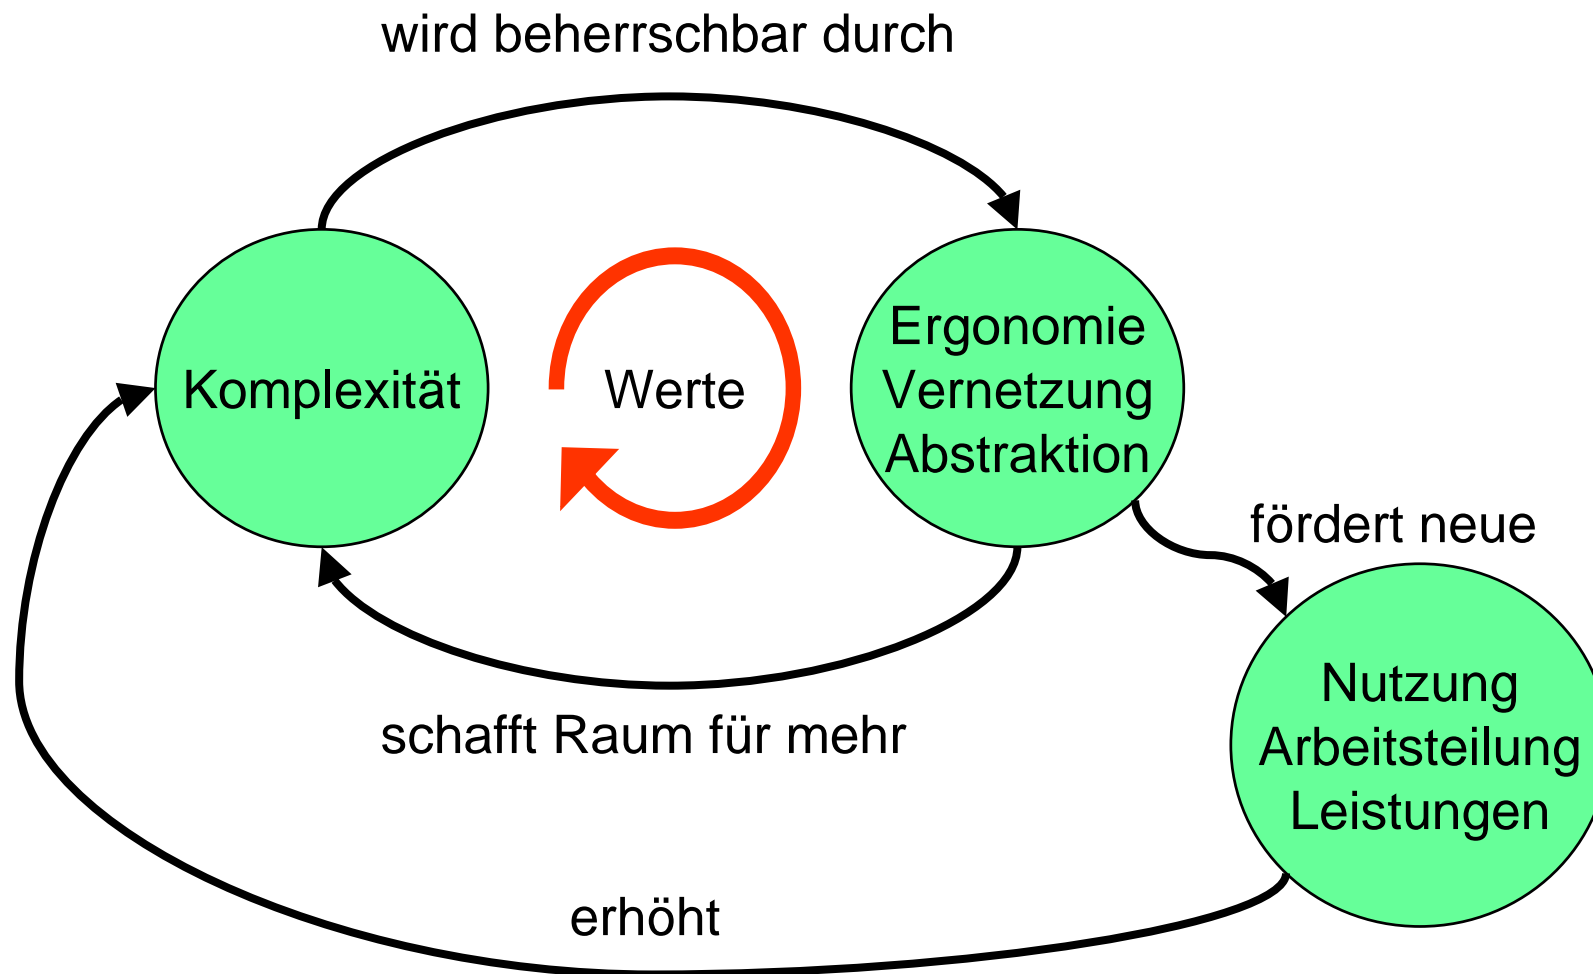 wird beherrschbar durch
Komplexität
Werte
Ergonomie
Vernetzung
Abstraktion
fördert neue
Nutzung
Arbeitsteilung
Leistungen
schafft Raum für mehr
erhöht